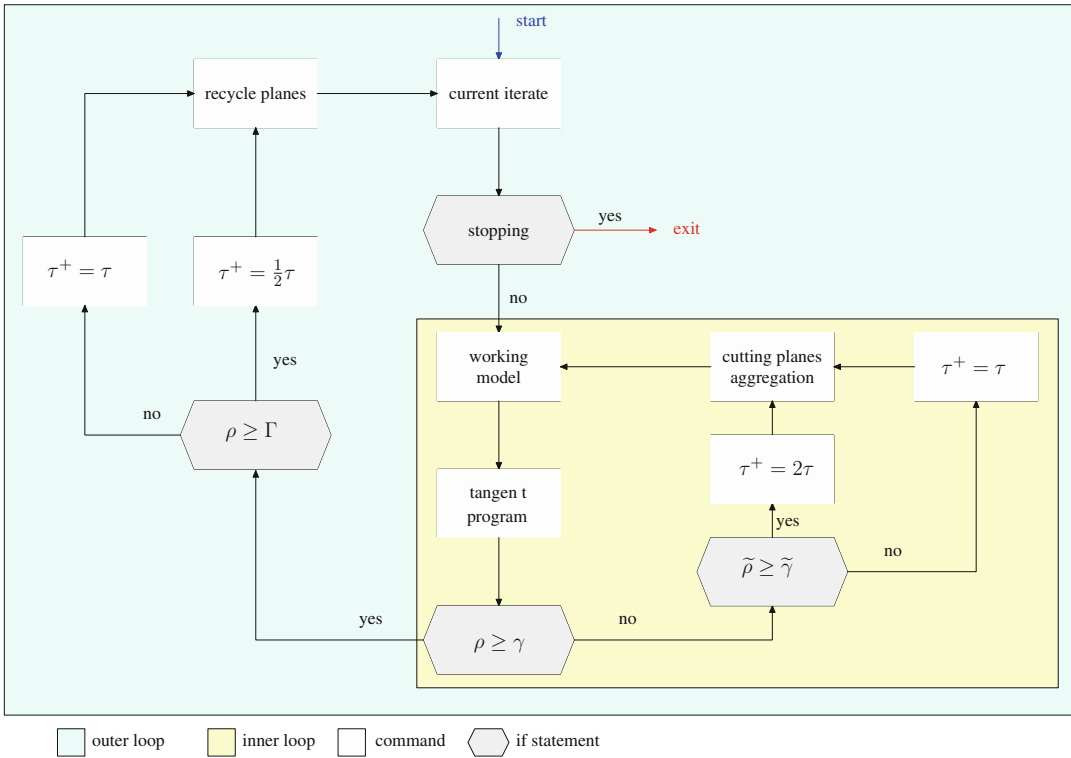 start
recycle planes
current iterate
stopping
yes
exit
no
τ⁺ = τ
τ⁺ = ½τ
yes
no
ρ ≥ Γ
working
model
cutting planes
aggregation
τ⁺ = τ
τ⁺ = 2τ
tangen t
program
yes
ρ̃ ≥ γ̃
no
yes
ρ ≥ γ
no
outer loop
inner loop
command
if statement